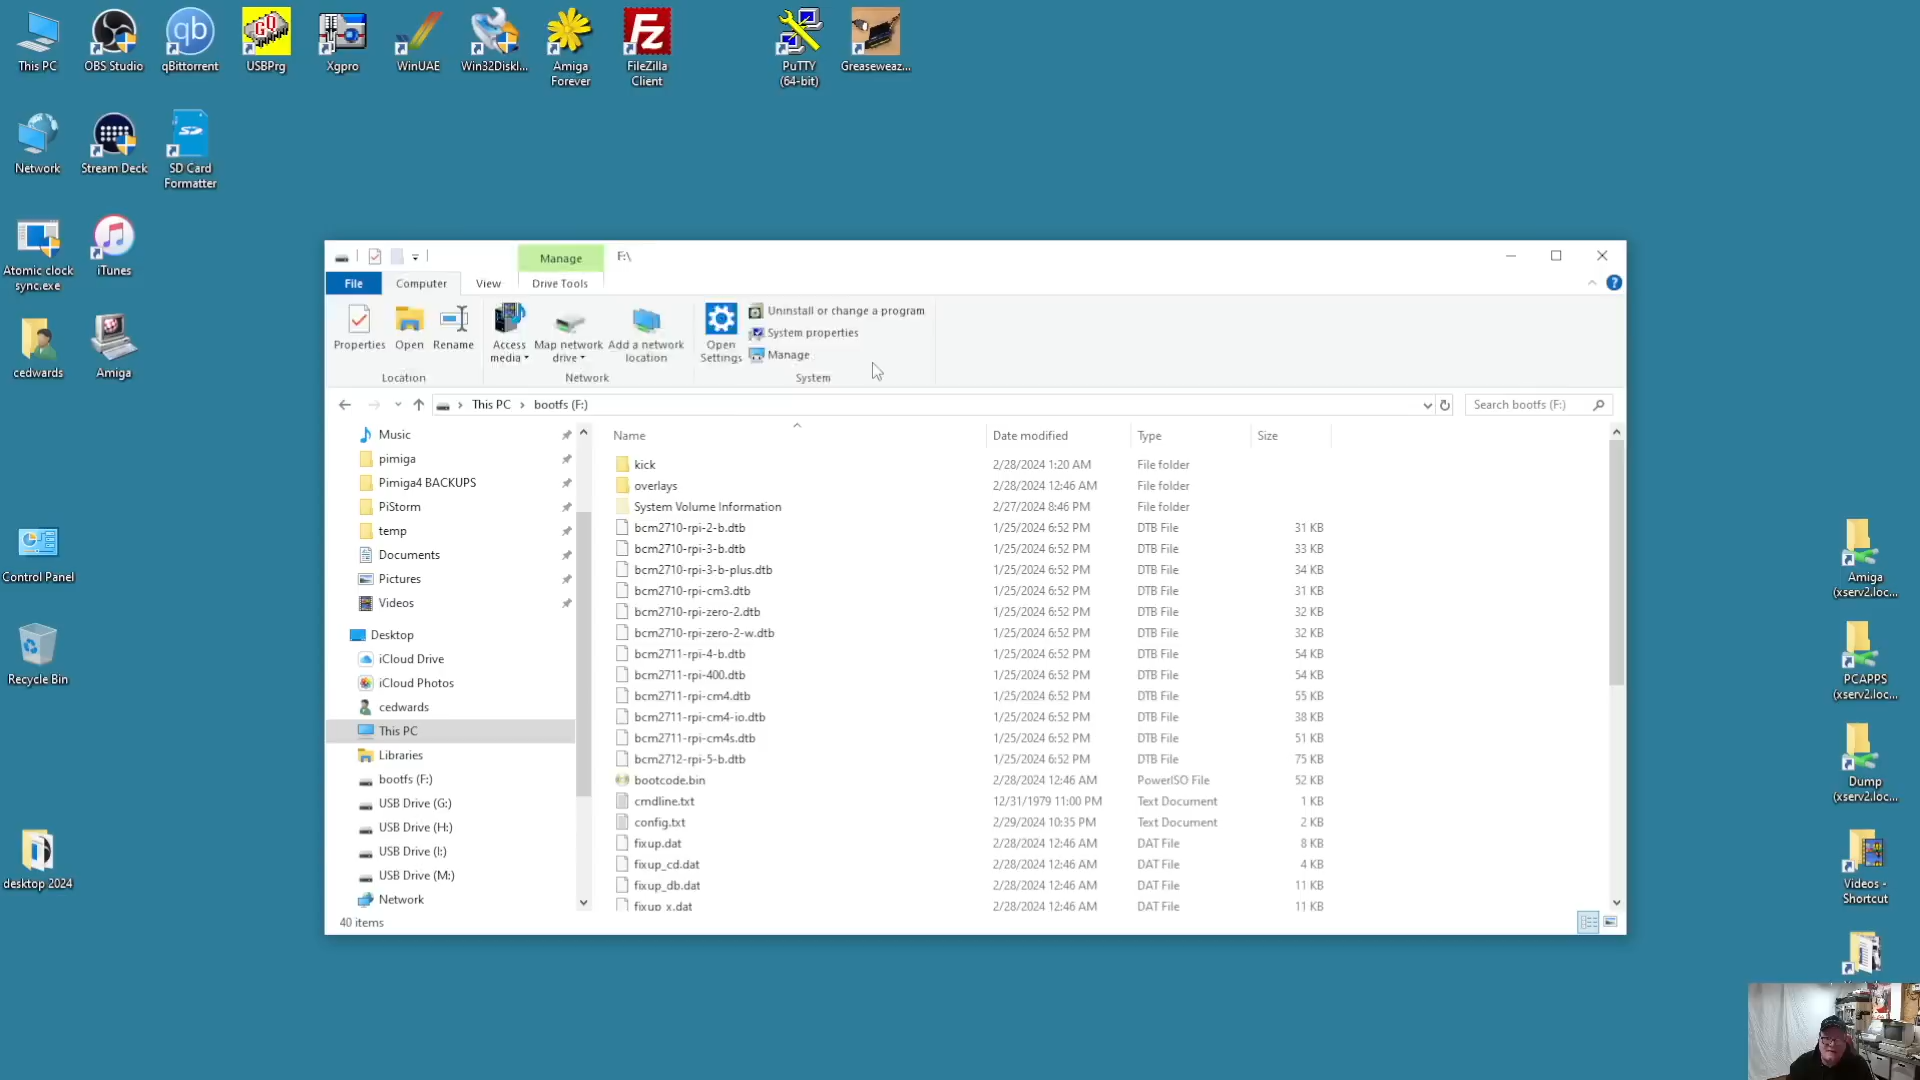 This PC
OBS Studio
qBittorrent
USBPrg
Xgpro
WinUAE
Win32DiskI...
Amiga
Forever
FileZilla
Client
PuTTY
(64-bit)
Greaseweaz...
Network
Stream Deck
SD Card
Formatter
Atomic clock
sync.exe
iTunes
cedwards
Amiga
Control Panel
Recycle Bin
desktop 2024
Manage
F:\
File
Computer
View
Drive Tools
Properties
Open
Rename
Access
media
Map network
drive
Add a network
location
Open
Settings
Uninstall or change a program
System properties
Manage
Location
Network
System
This PC
bootfs (F:)
Search bootfs (F:)
Music
pimiga
Pimiga4 BACKUPS
PiStorm
temp
Documents
Pictures
Videos
Desktop
iCloud Drive
iCloud Photos
cedwards
This PC
Libraries
bootfs (F:)
USB Drive (G:)
USB Drive (H:)
USB Drive (I:)
USB Drive (M:)
Network
Name Date modified Type Size
kick 2/28/2024 1:20 AM File folder
overlays 2/28/2024 12:46 AM File folder
System Volume Information 2/27/2024 8:46 PM File folder
bcm2710-rpi-2-b.dtb 1/25/2024 6:52 PM DTB File 31 KB
bcm2710-rpi-3-b.dtb 1/25/2024 6:52 PM DTB File 33 KB
bcm2710-rpi-3-b-plus.dtb 1/25/2024 6:52 PM DTB File 34 KB
bcm2710-rpi-cm3.dtb 1/25/2024 6:52 PM DTB File 31 KB
bcm2710-rpi-zero-2.dtb 1/25/2024 6:52 PM DTB File 32 KB
bcm2710-rpi-zero-2-w.dtb 1/25/2024 6:52 PM DTB File 32 KB
bcm2711-rpi-4-b.dtb 1/25/2024 6:52 PM DTB File 54 KB
bcm2711-rpi-400.dtb 1/25/2024 6:52 PM DTB File 54 KB
bcm2711-rpi-cm4.dtb 1/25/2024 6:52 PM DTB File 55 KB
bcm2711-rpi-cm4-io.dtb 1/25/2024 6:52 PM DTB File 38 KB
bcm2711-rpi-cm4s.dtb 1/25/2024 6:52 PM DTB File 51 KB
bcm2712-rpi-5-b.dtb 1/25/2024 6:52 PM DTB File 75 KB
bootcode.bin 2/28/2024 12:46 AM PowerISO File 52 KB
cmdline.txt 12/31/1979 11:00 PM Text Document 1 KB
config.txt 2/29/2024 10:35 PM Text Document 2 KB
fixup.dat 2/28/2024 12:46 AM DAT File 8 KB
fixup_cd.dat 2/28/2024 12:46 AM DAT File 4 KB
fixup_db.dat 2/28/2024 12:46 AM DAT File 11 KB
fixup_x.dat 2/28/2024 12:46 AM DAT File 11 KB
40 items
Amiga
(xserv2.loc...
PCAPPS
(xserv2.loc...
Dump
(xserv2.loc...
Videos -
Shortcut